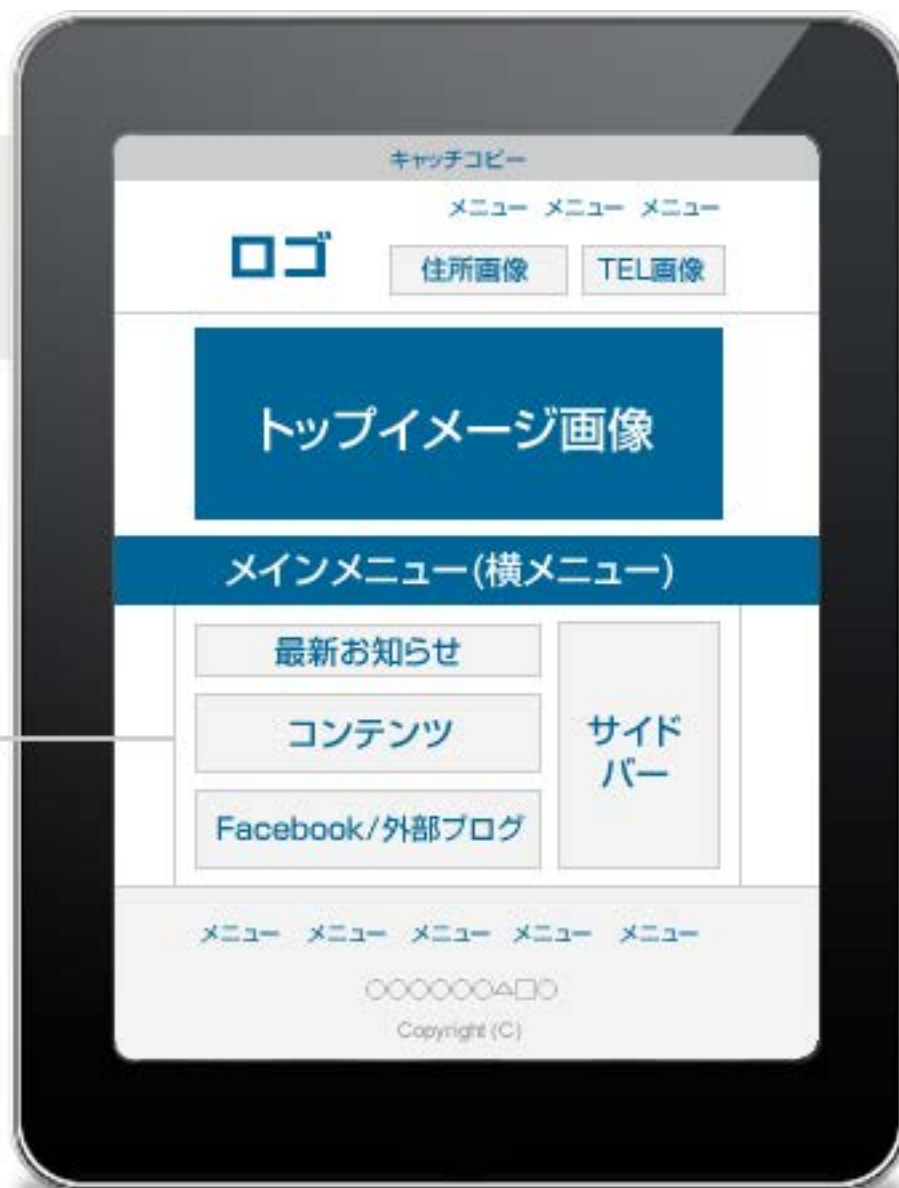 キャッチコピー
メニュー メニュー メニュー
ロゴ
住所画像 TEL画像
トップイメージ画像
メインメニュー(横メニュー)
最新お知らせ
コンテンツ
Facebook/外部ブログ
サイド
バー
メニュー メニュー メニュー メニュー メニュー
○○○○○○△□○
Copyright (C)